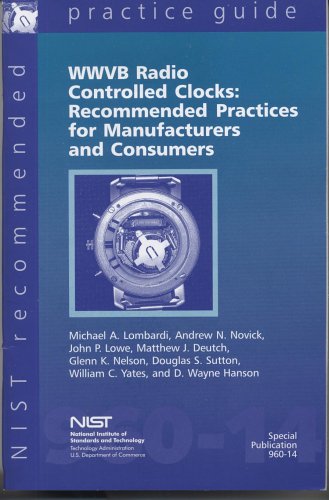 practice guide
NIST recommended
WWVB Radio
Controlled Clocks:
Recommended Practices
for Manufacturers
and Consumers
Michael A. Lombardi, Andrew N. Novick,
John P. Lowe, Matthew J. Deutch,
Glenn K. Nelson, Douglas S. Sutton,
William C. Yates, and D. Wayne Hanson
NIST
National Institute of
Standards and Technology
Technology Administration
U.S. Department of Commerce
Special
Publication
960-14
960-14